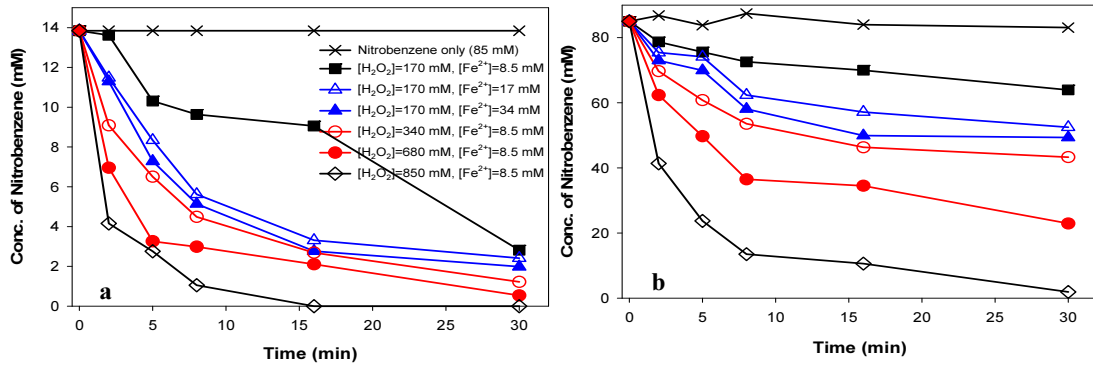 Conc. of Nitrobenzene (mM)
16
14
12
10
8
6
4
2
0
Nitrobenzene only (85 mM)
[H₂O₂]=170 mM, [Fe²⁺]=8.5 mM
[H₂O₂]=170 mM, [Fe²⁺]=17 mM
[H₂O₂]=170 mM, [Fe²⁺]=34 mM
[H₂O₂]=340 mM, [Fe²⁺]=8.5 mM
[H₂O₂]=680 mM, [Fe²⁺]=8.5 mM
[H₂O₂]=850 mM, [Fe²⁺]=8.5 mM
a
0 5 10 15 20 25 30
Time (min)
Conc. of Nitrobenzene (mM)
80
60
40
20
0
b
0 5 10 15 20 25 30
Time (min)